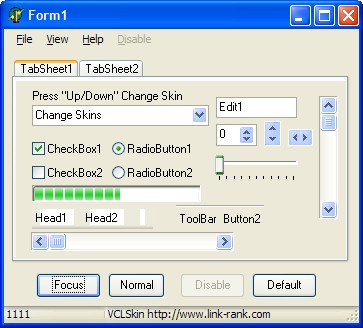 Form1
File View Help Disable
TabSheet1 TabSheet2
Press "Up/Down" Change Skin
Edit1
Change Skins
0
CheckBox1 RadioButton1
CheckBox2 RadioButton2
Head1 Head2 ToolBar Button2
Focus Normal Disable Default
1111 VCLSkin http://www.link-rank.com